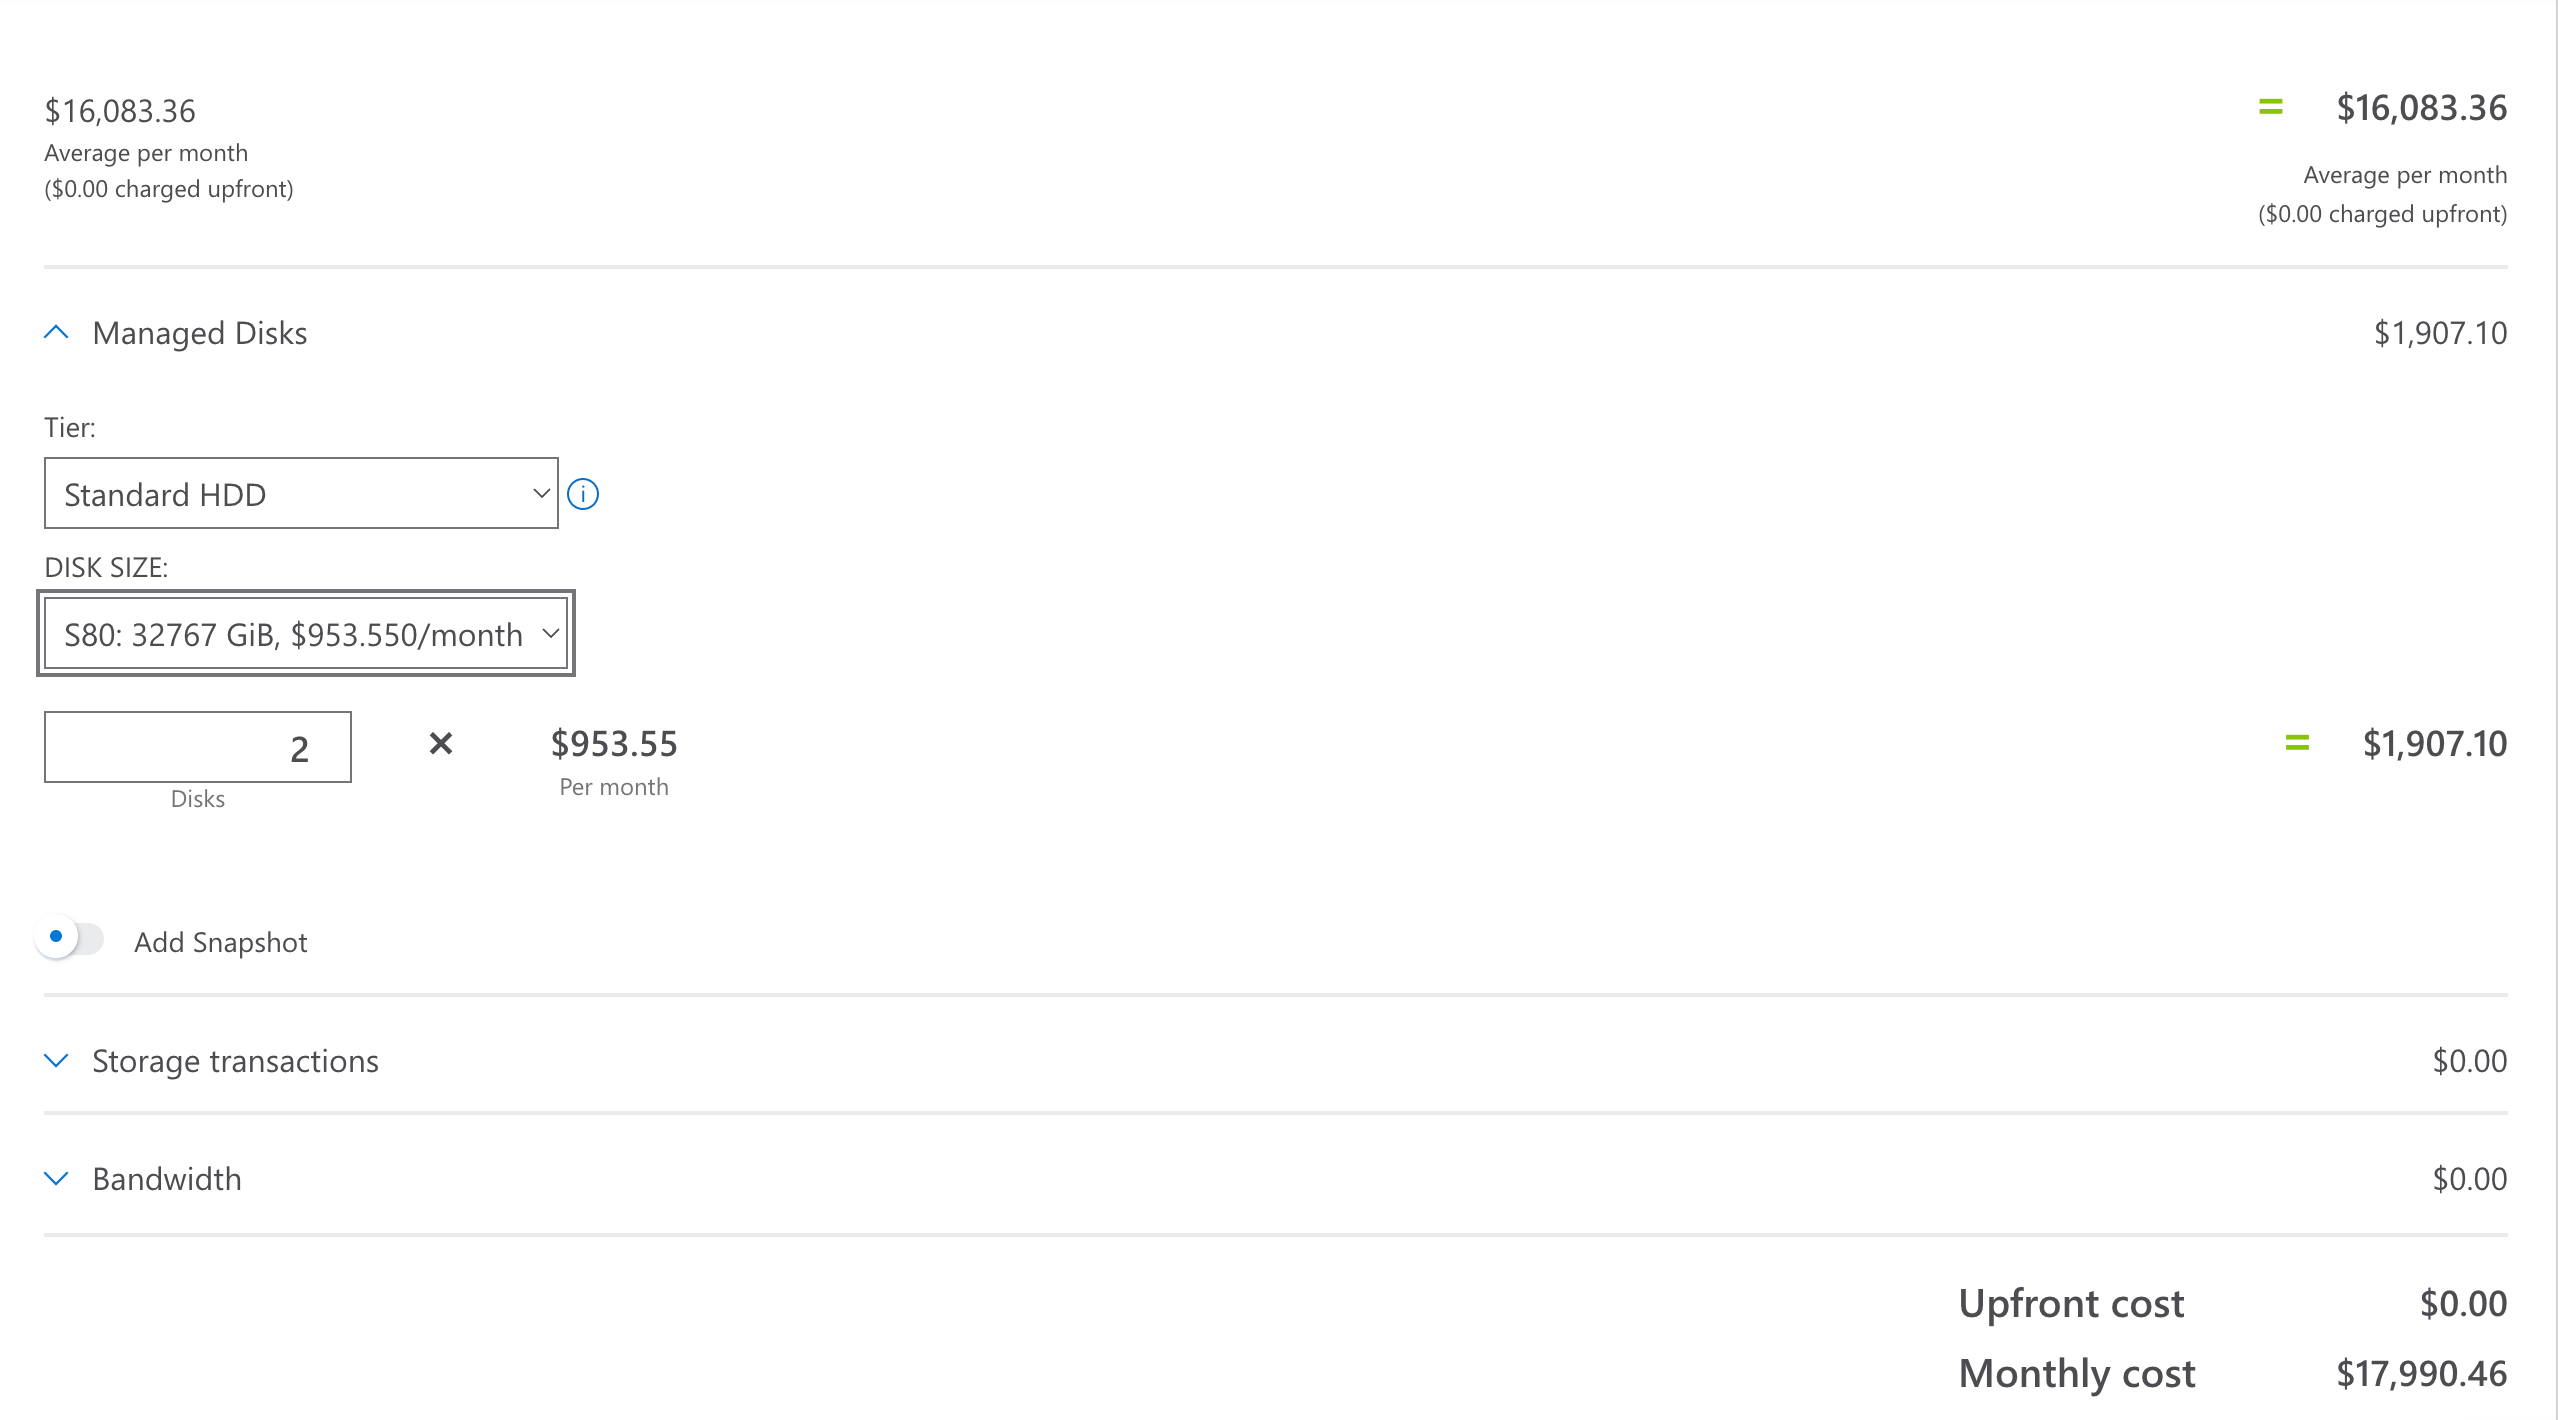 $16,083.36
Average per month
($0.00 charged upfront)
= $16,083.36
Average per month
($0.00 charged upfront)
Managed Disks $1,907.10
Tier:
Standard HDD
DISK SIZE:
S80: 32767 GiB, $953.550/month
2 × $953.55 = $1,907.10
Disks Per month
Add Snapshot
Storage transactions $0.00
Bandwidth $0.00
Upfront cost $0.00
Monthly cost $17,990.46